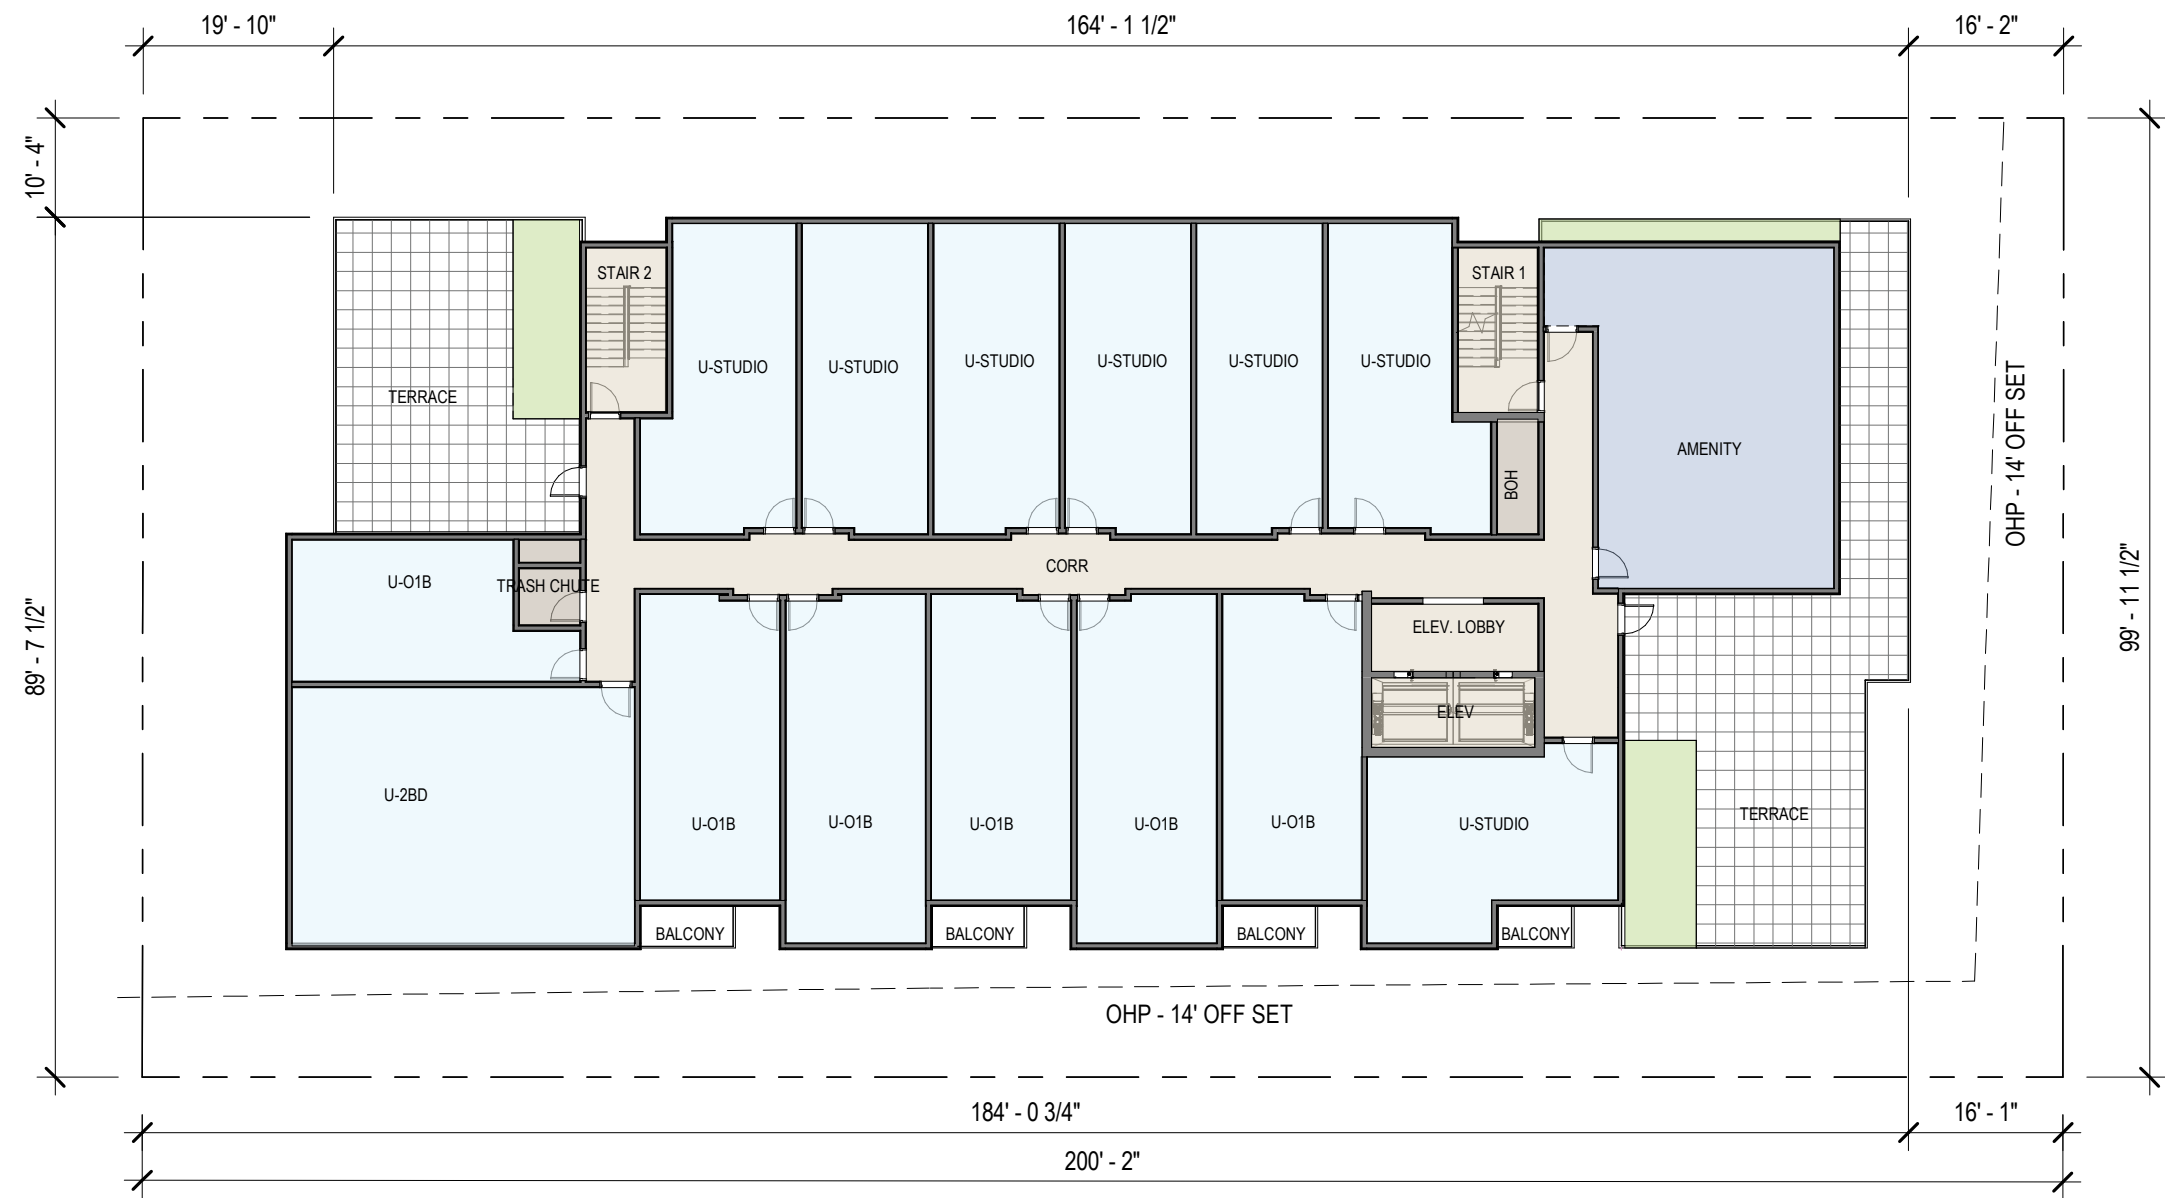 19' - 10"
164' - 1 1/2"
16' - 2"
10' - 4"
STAIR 2
STAIR 1
U-STUDIO
U-STUDIO
U-STUDIO
U-STUDIO
U-STUDIO
U-STUDIO
TERRACE
OHP - 14' OFF SET
AMENITY
BOH
CORR
U-O1B
TRASH CHUTE
99' - 11 1/2"
89' - 7 1/2"
ELEV. LOBBY
ELEV
U-2BD
U-O1B
U-O1B
U-O1B
U-O1B
U-O1B
U-STUDIO
TERRACE
BALCONY
BALCONY
BALCONY
BALCONY
OHP - 14' OFF SET
184' - 0 3/4"
16' - 1"
200' - 2"